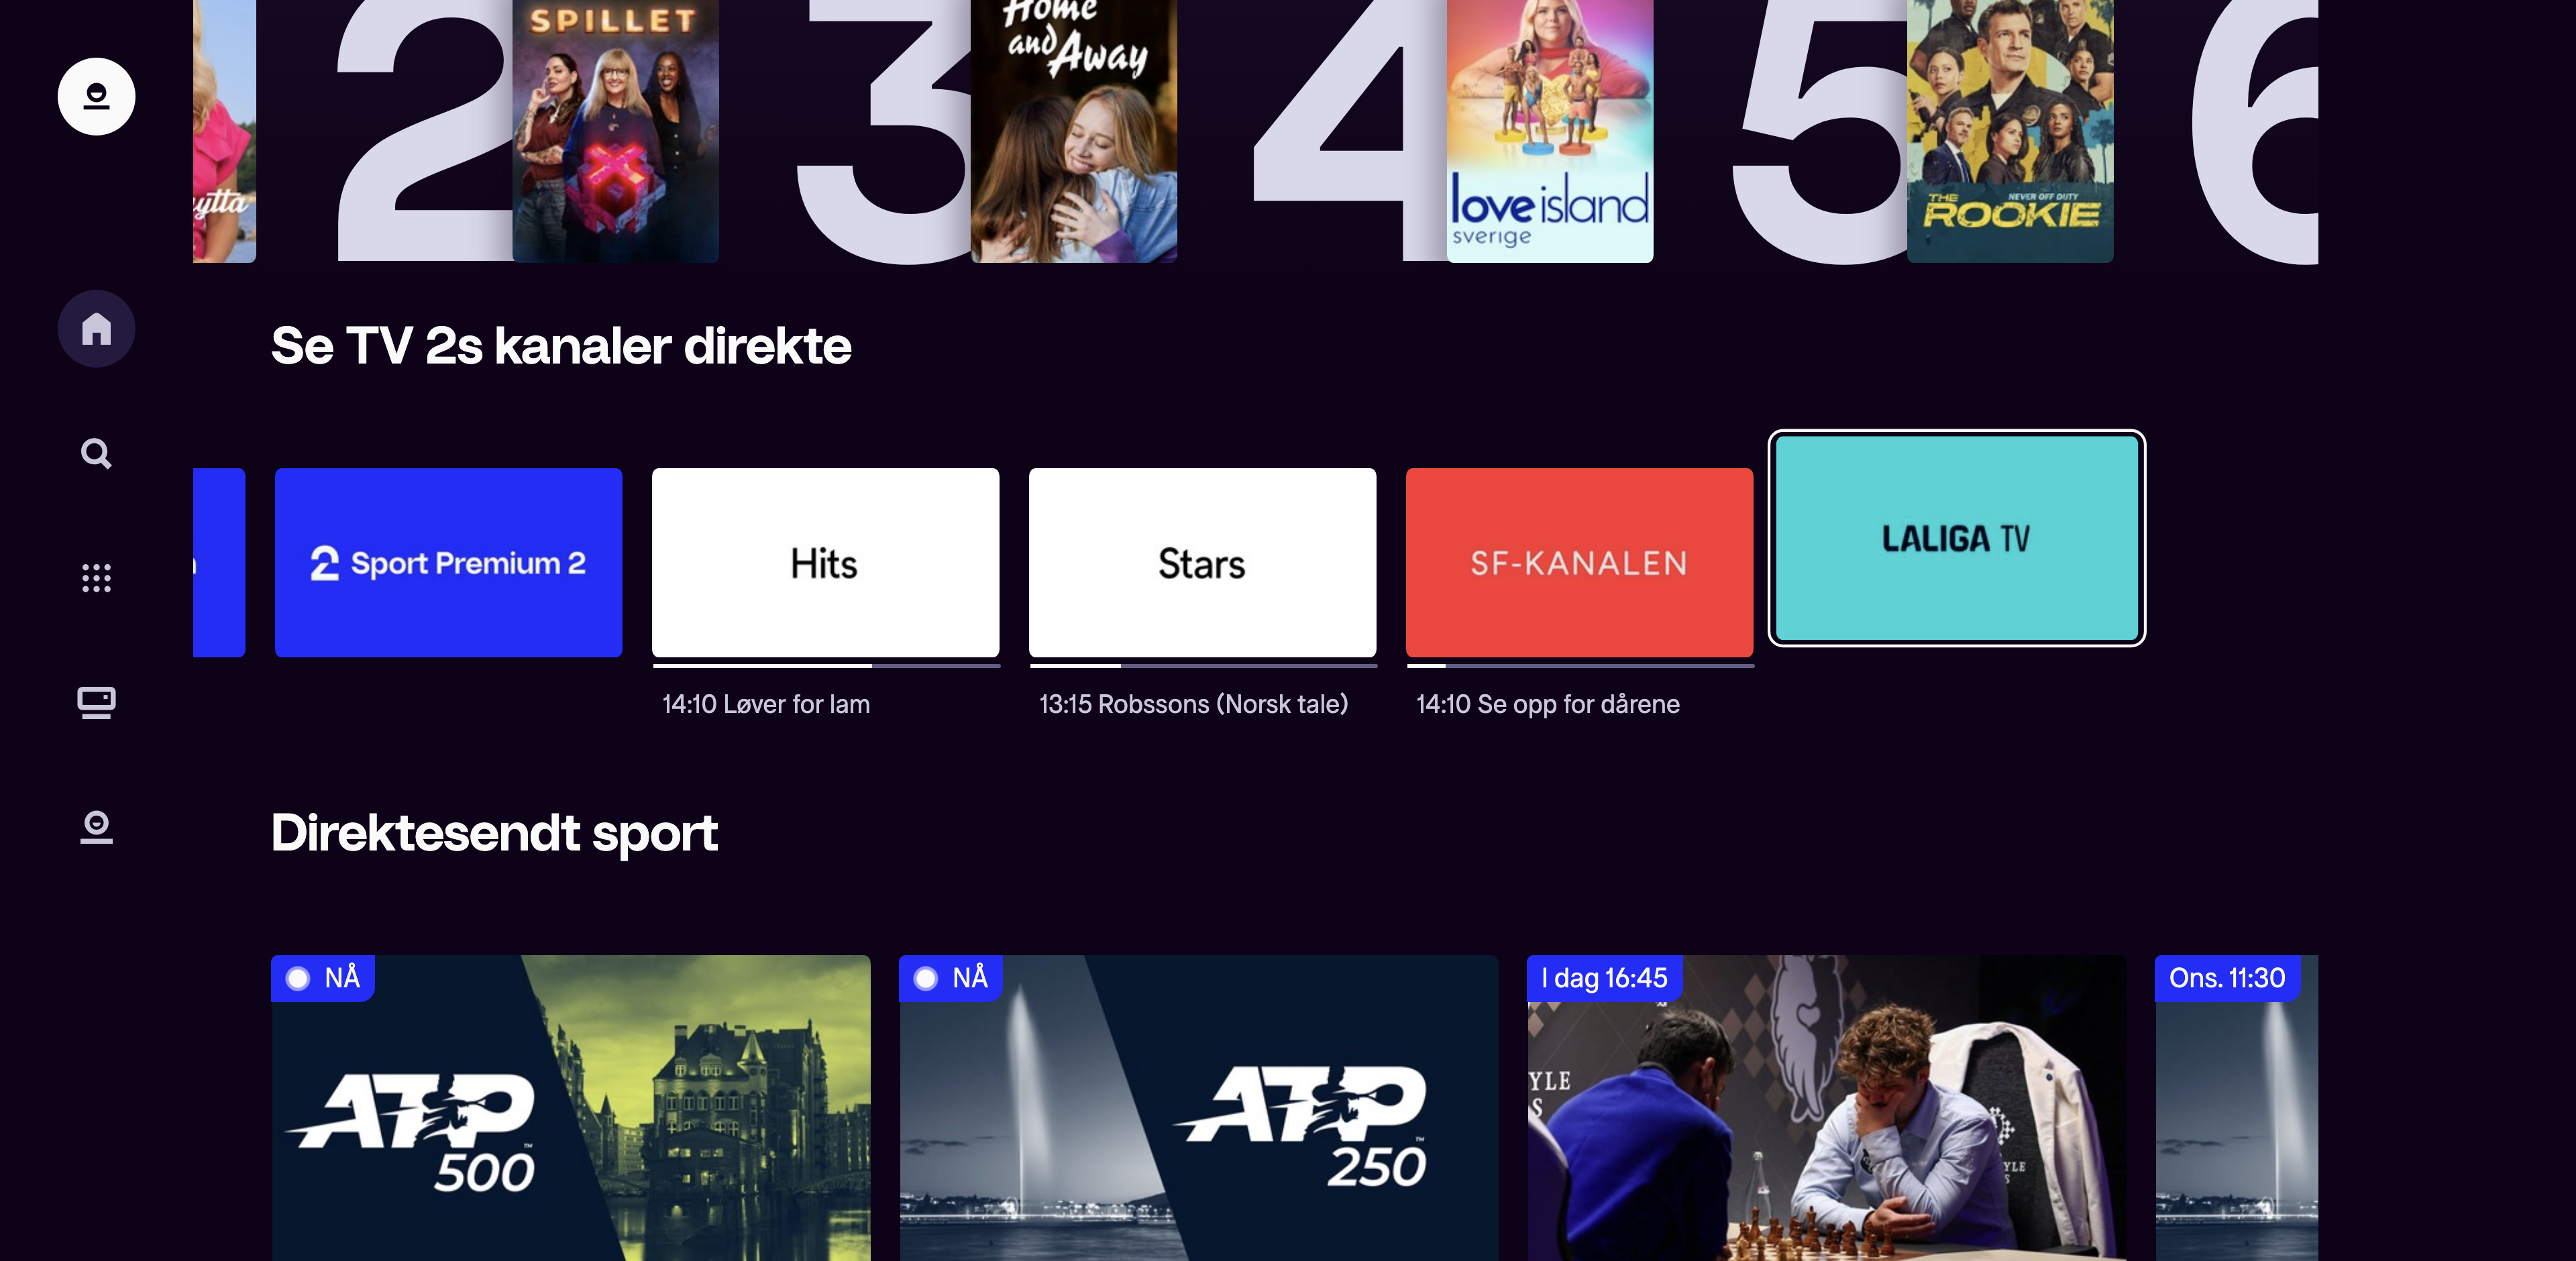 ytta
2
SPILLET
3
Home
and Away
4
love island
sverige
5
NEVER OFF DUTY
THE
ROOKIE
6
Se TV 2s kanaler direkte
2 Sport Premium 2
Hits
Stars
SF-KANALEN
LALIGA TV
14:10 Løver for lam
13:15 Robssons (Norsk tale)
14:10 Se opp for dårene
Direktesendt sport
NÅ
ATP
500
NÅ
ATP
250
I dag 16:45
YLE
S
YLE
S
Ons. 11:30